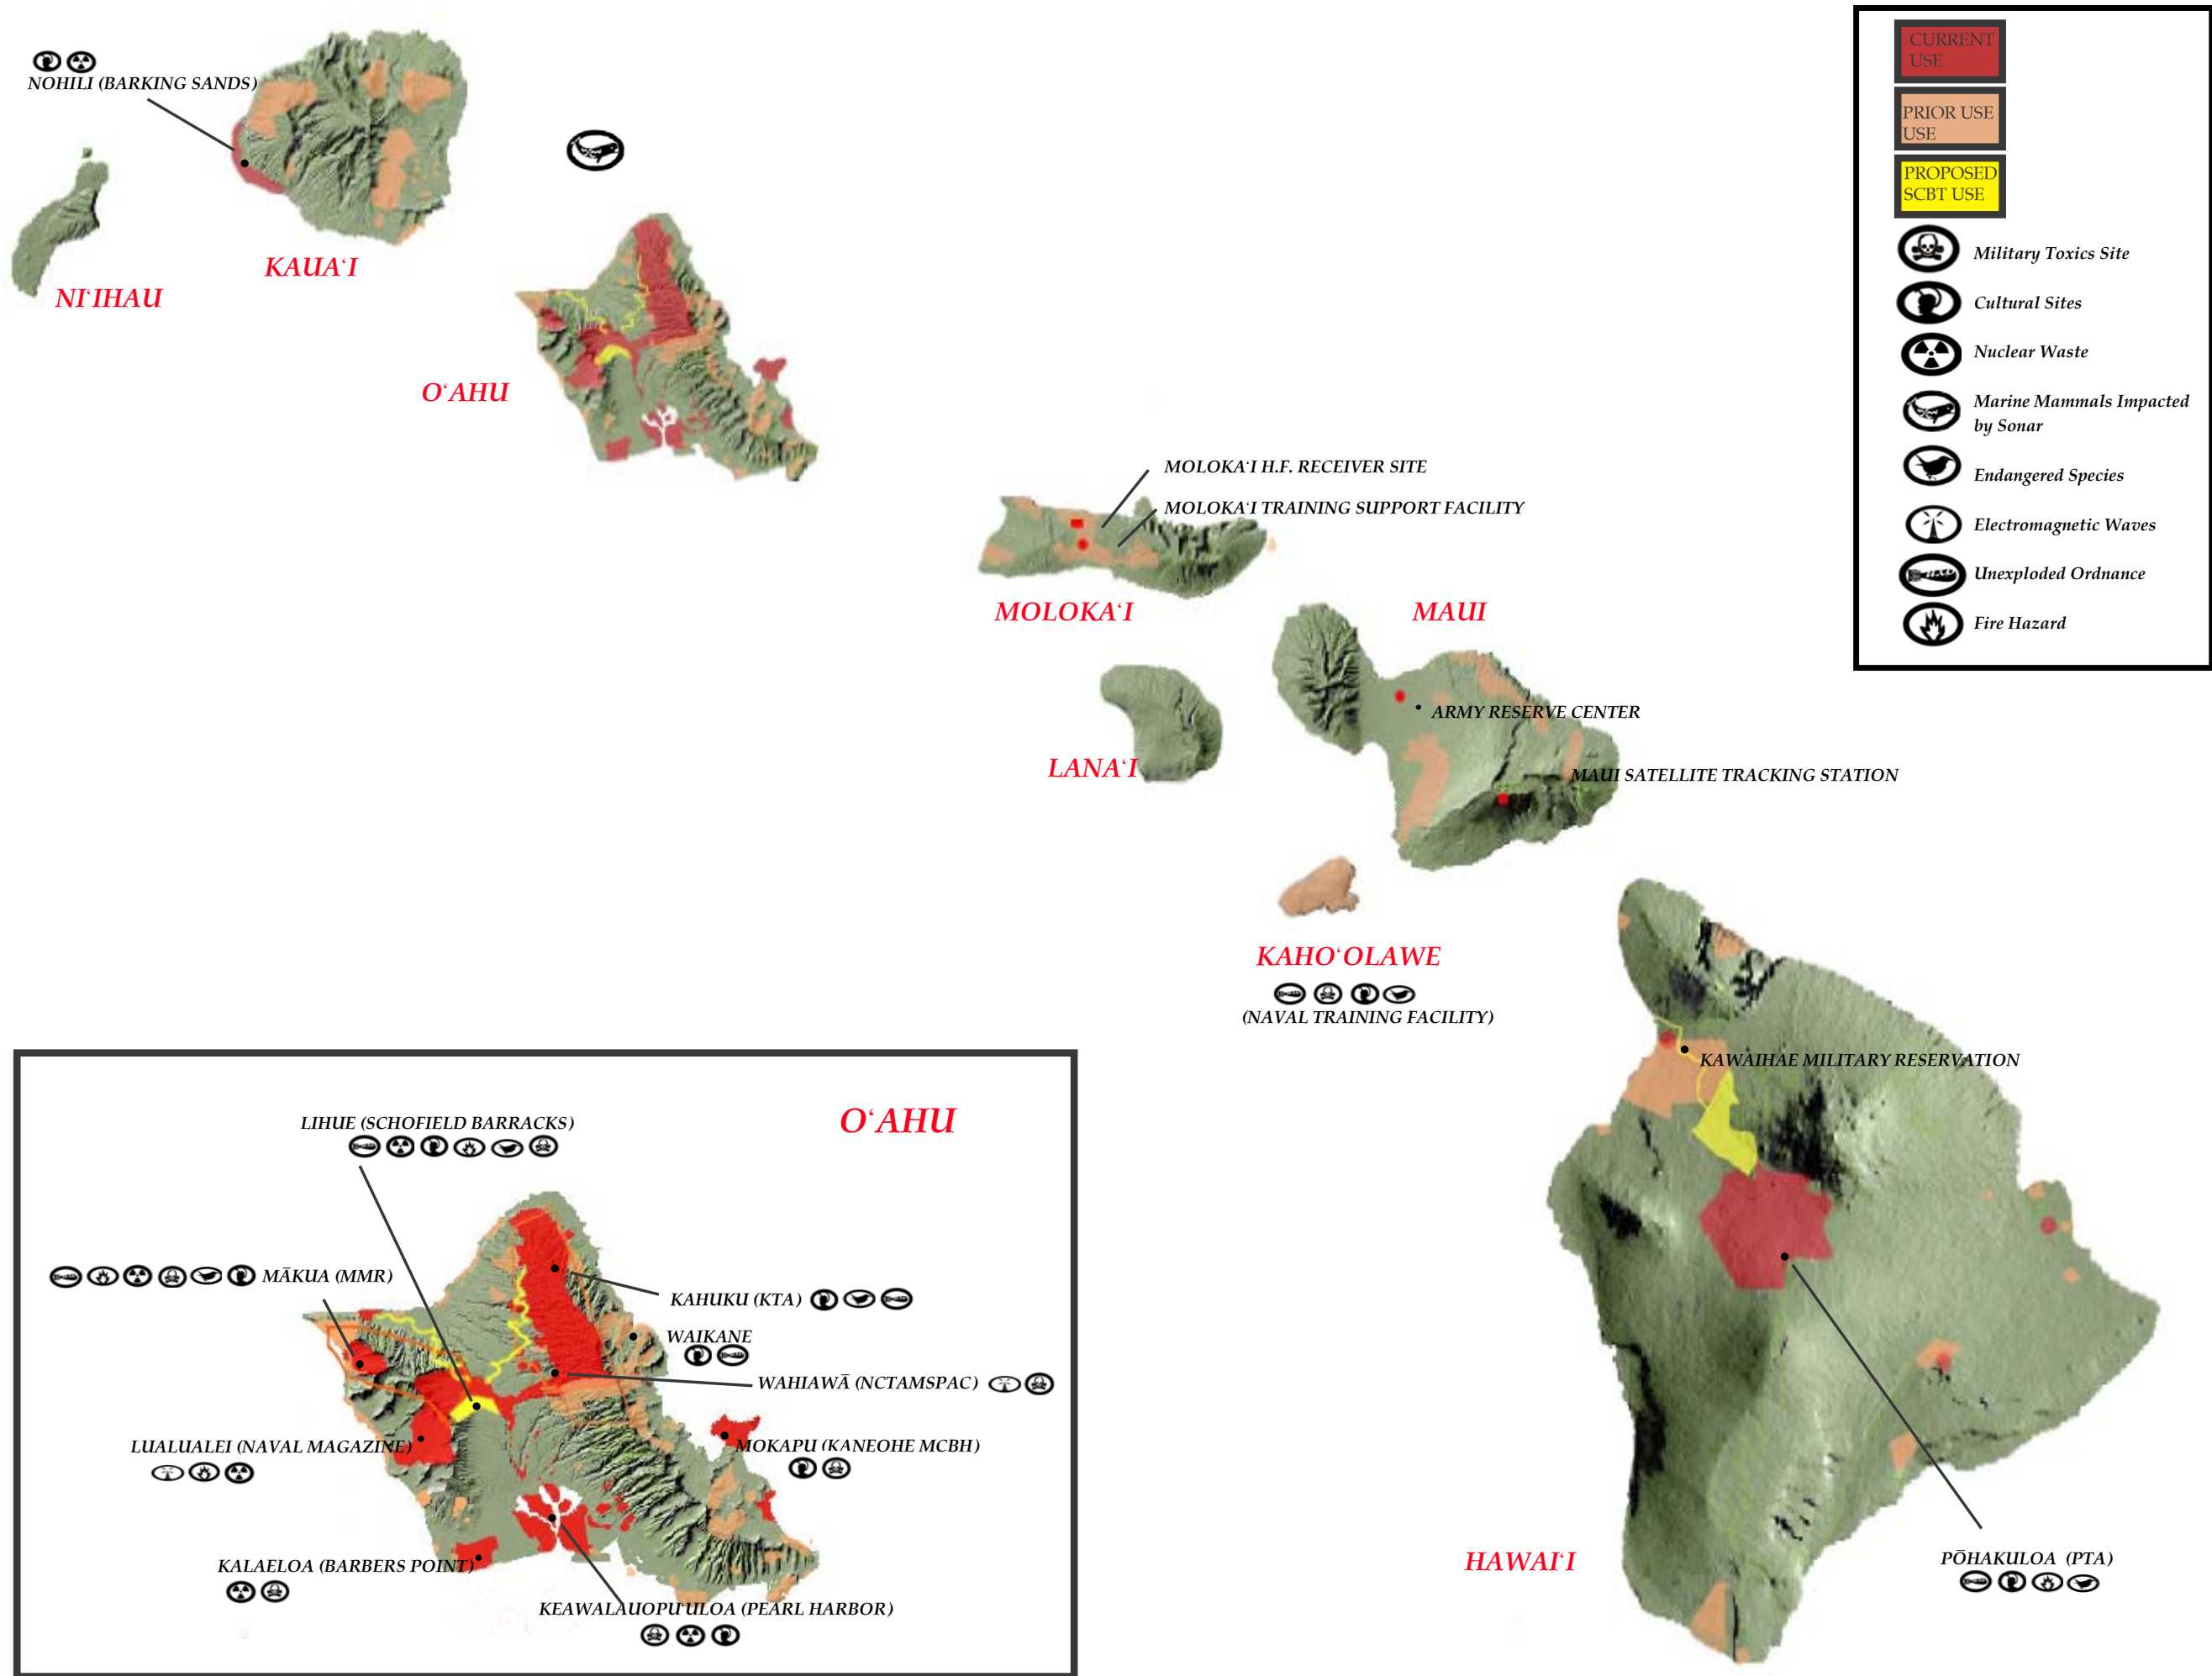 NOHILI (BARKING SANDS)
KAUAʻI
NIʻIHAU
OʻAHU
CURRENT
USE
PRIOR USE
USE
PROPOSED
SCBT USE
Military Toxics Site
Cultural Sites
Nuclear Waste
Marine Mammals Impacted
by Sonar
Endangered Species
Electromagnetic Waves
Unexploded Ordnance
Fire Hazard
MOLOKAʻI H.F. RECEIVER SITE
MOLOKAʻI TRAINING SUPPORT FACILITY
MOLOKAʻI
MAUI
ARMY RESERVE CENTER
LANAʻI
MAUI SATELLITE TRACKING STATION
KAHOʻOLAWE
(NAVAL TRAINING FACILITY)
KAWAIHAE MILITARY RESERVATION
HAWAIʻI
PŌHAKULOA (PTA)
OʻAHU
LIHUE (SCHOFIELD BARRACKS)
MĀKUA (MMR)
KAHUKU (KTA)
WAIKANE
WAHIAWĀ (NCTAMSPAC)
LUALUALEI (NAVAL MAGAZINE)
MOKAPU (KANEOHE MCBH)
KALAELOA (BARBERS POINT)
KEAWALAUOPUʻULOA (PEARL HARBOR)